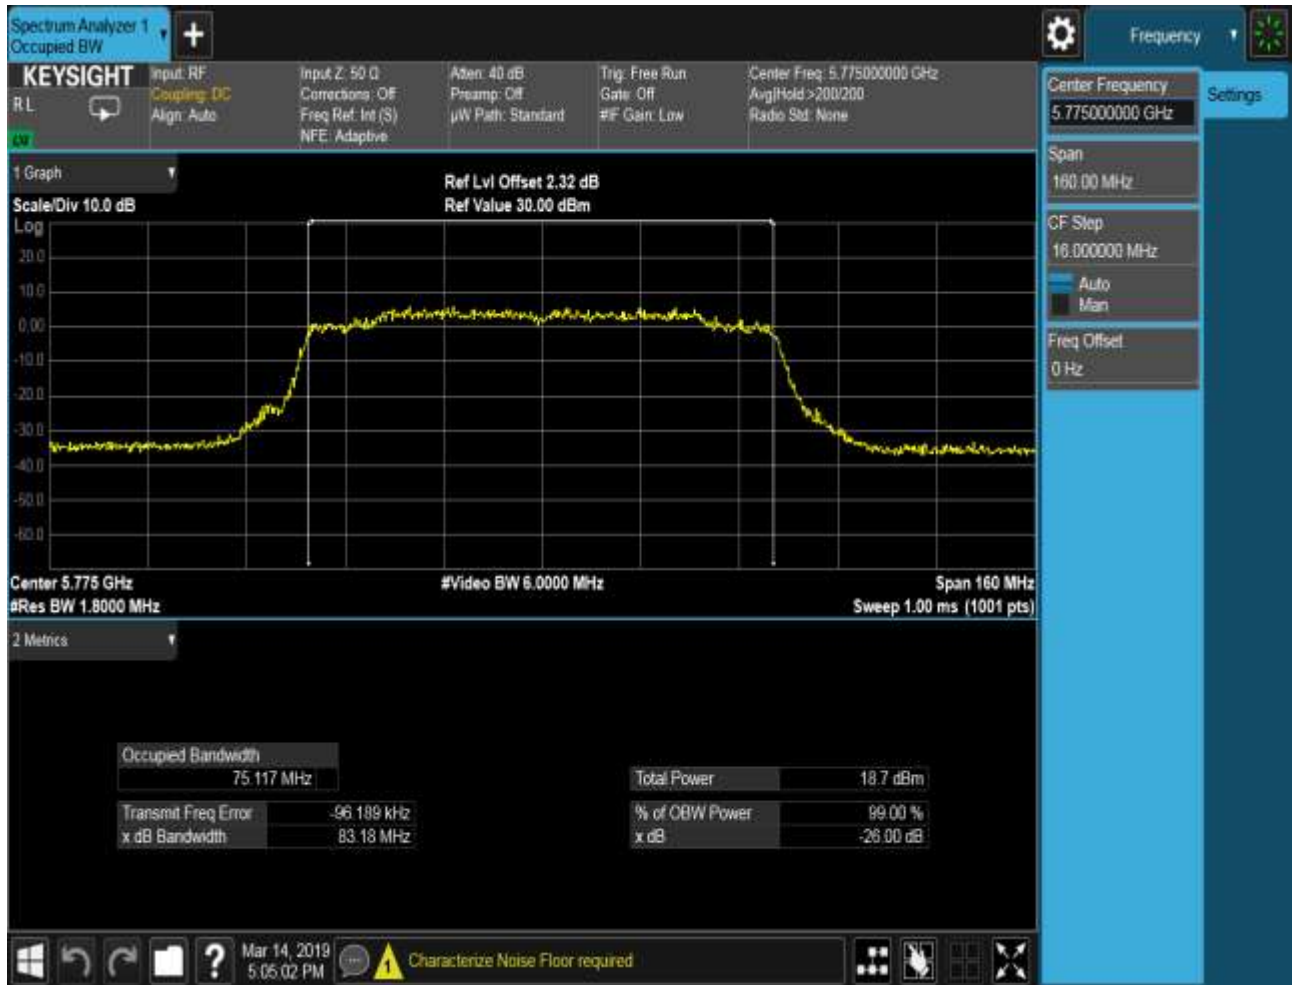 Spectrum Analyzer 1
Occupied BW
Frequency
KEYSIGHT
R L
Input: RF
Coupling: DC
Align: Auto
Input Z: 50 Ω
Corrections: Off
Freq Ref: Int (S)
NFE: Adaptive
Atten: 40 dB
Preamp: Off
µW Path: Standard
Trig: Free Run
Gate: Off
#IF Gain: Low
Center Freq: 5.775000000 GHz
Avg|Hold:>200/200
Radio Std: None
Center Frequency
5.775000000 GHz
Settings
Span
160.00 MHz
CF Step
16.000000 MHz
Auto
Man
Freq Offset
0 Hz
1 Graph
Scale/Div 10.0 dB
Ref Lvl Offset 2.32 dB
Ref Value 30.00 dBm
Log
20.0
10.0
0.00
-10.0
-20.0
-30.0
-40.0
-50.0
-60.0
Center 5.775 GHz
#Video BW 6.0000 MHz
Span 160 MHz
#Res BW 1.8000 MHz
Sweep 1.00 ms (1001 pts)
2 Metrics
Occupied Bandwidth
75.117 MHz
Total Power 18.7 dBm
Transmit Freq Error -96.189 kHz
% of OBW Power 99.00 %
x dB Bandwidth 83.18 MHz
x dB -26.00 dB
?
Mar 14, 2019
5:05:02 PM
1
Characterize Noise Floor required